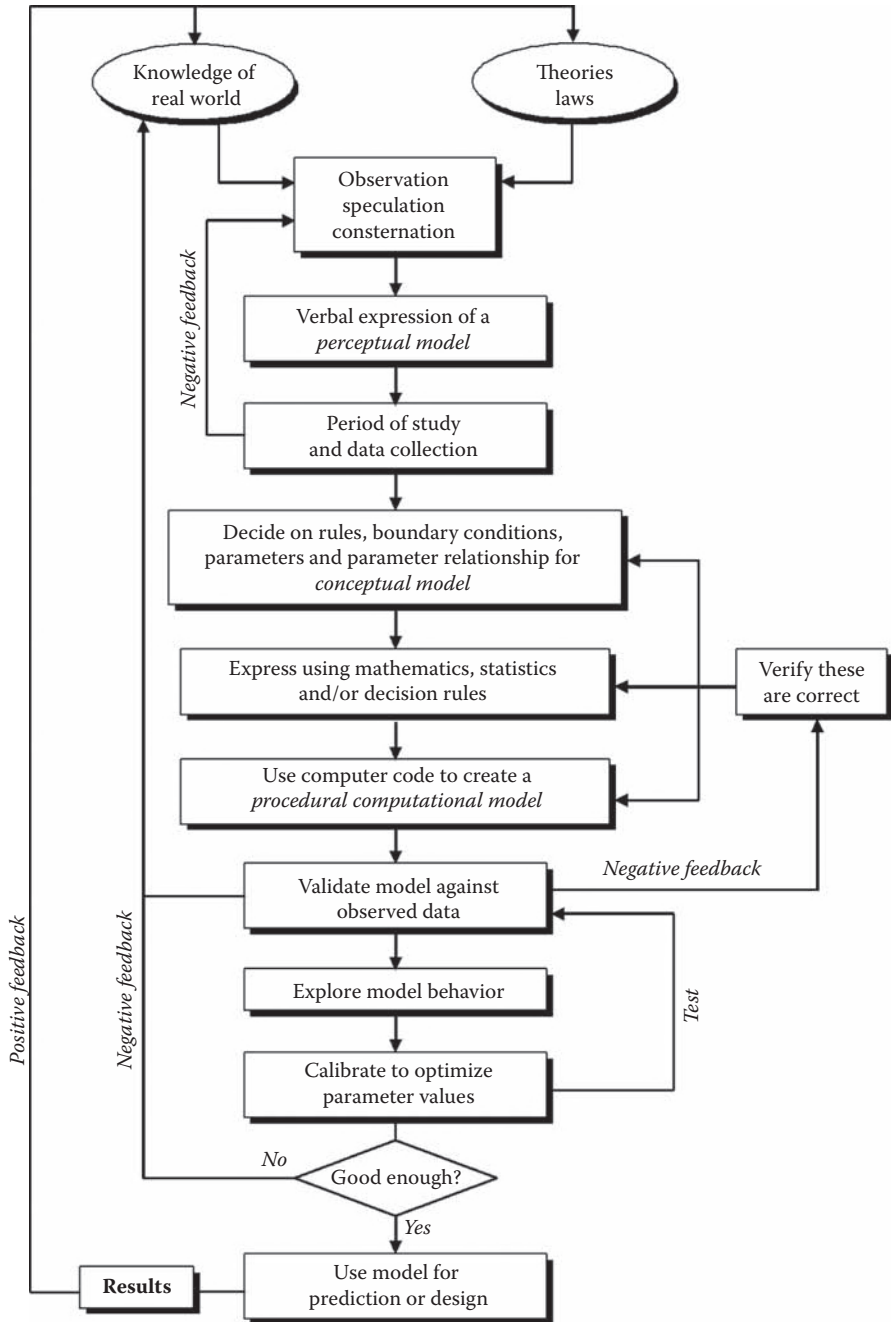 Knowledge of
real world
Theories
laws
Observation
speculation
consternation
Negative feedback
Verbal expression of a
perceptual model
Period of study
and data collection
Decide on rules, boundary conditions,
parameters and parameter relationship for
conceptual model
Express using mathematics, statistics
and/or decision rules
Verify these
are correct
Use computer code to create a
procedural computational model
Negative feedback
Validate model against
observed data
Explore model behavior
Test
Calibrate to optimize
parameter values
Positive feedback
Negative feedback
No
Good enough?
Yes
Results
Use model for
prediction or design